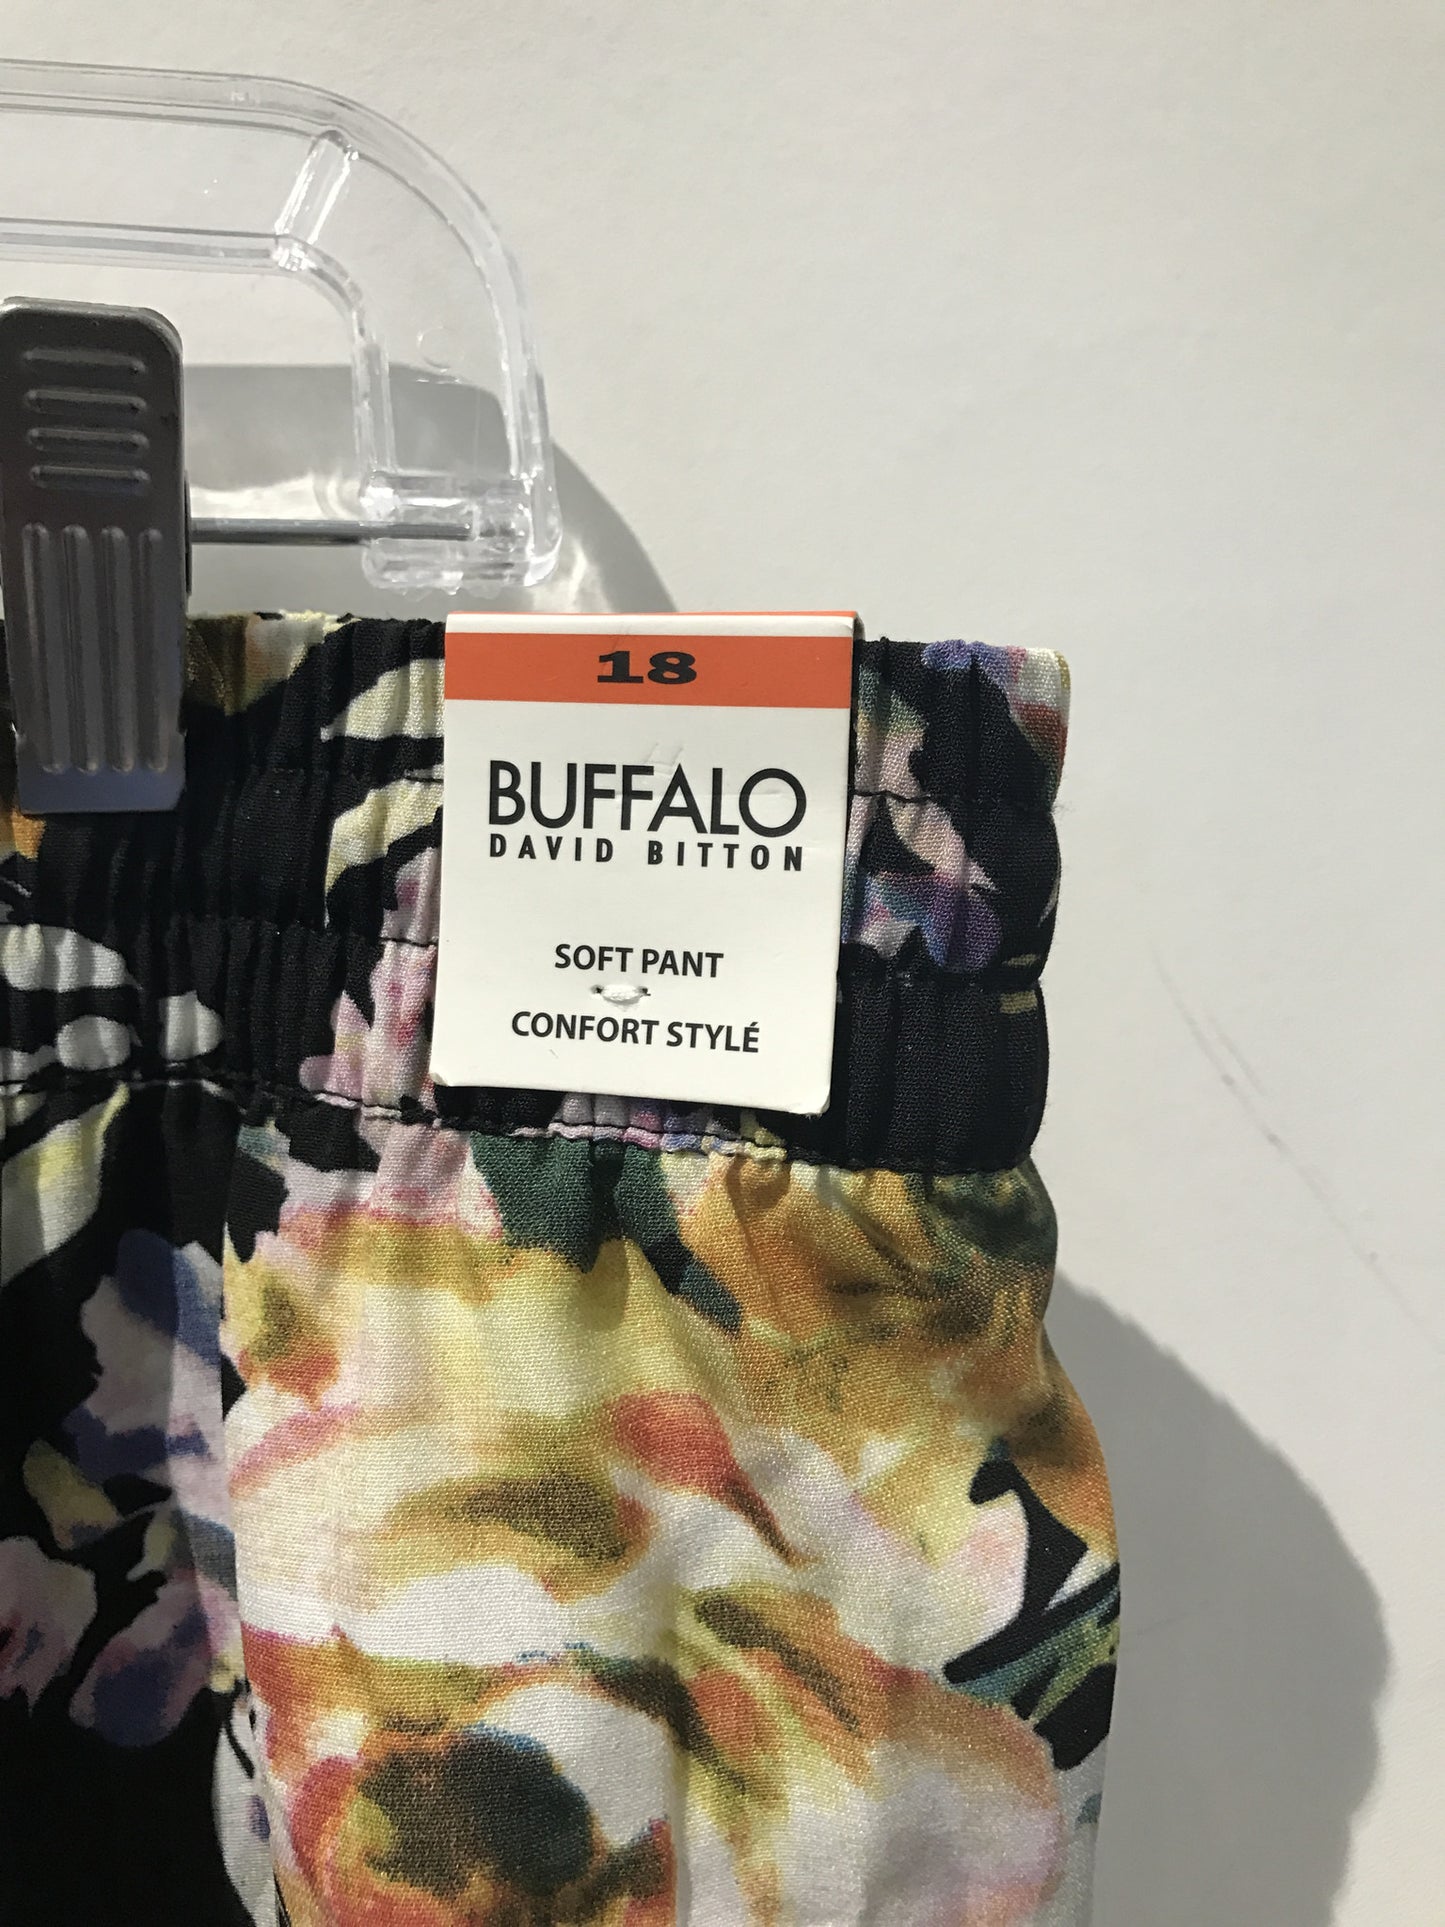 18
BUFFALO
DAVID BITTON
SOFT PANT
CONFORT STYLÉ